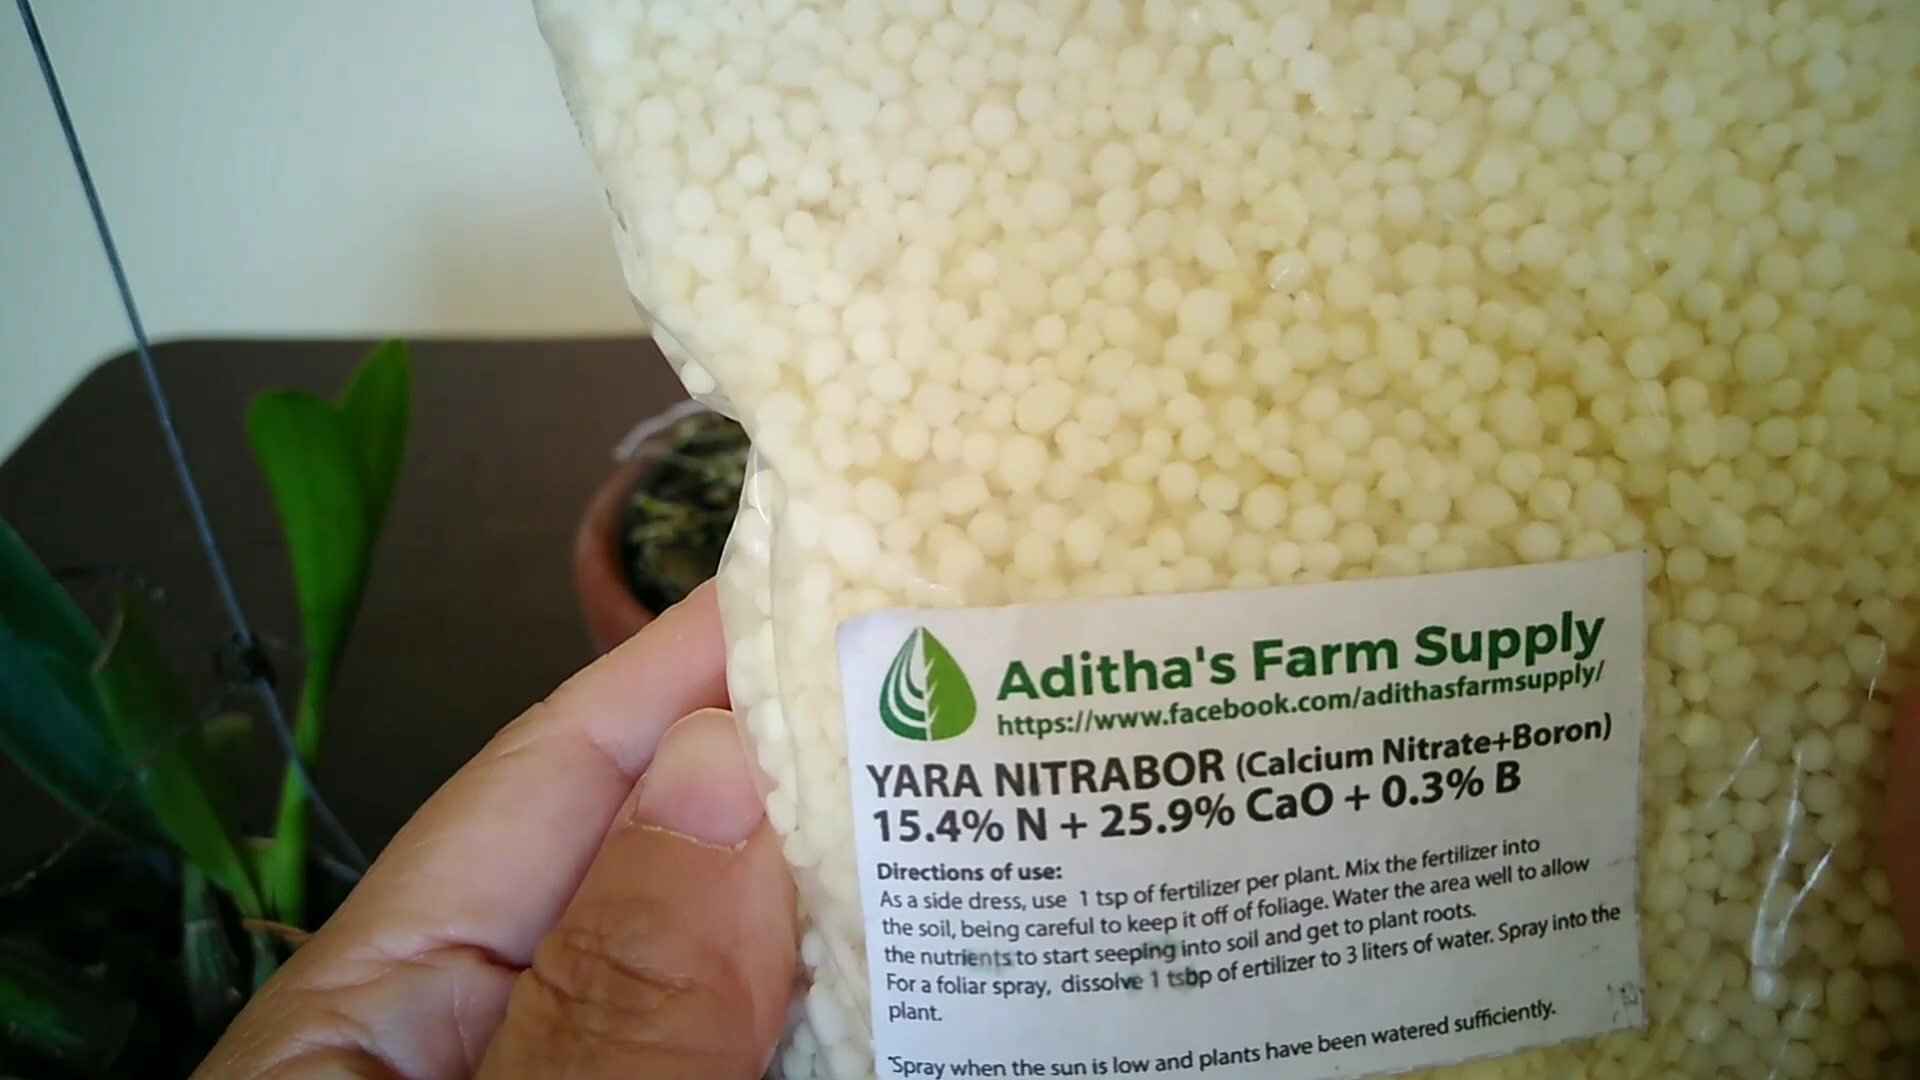 Aditha's Farm Supply
https://www.facebook.com/adithasfarmsupply/
YARA NITRABOR (Calcium Nitrate+Boron)
15.4% N + 25.9% CaO + 0.3% B
Directions of use:
As a side dress, use 1 tsp of fertilizer per plant. Mix the fertilizer into
the soil, being careful to keep it off of foliage. Water the area well to allow
the nutrients to start seeping into soil and get to plant roots.
For a foliar spray, dissolve 1 tsbp of ertilizer to 3 liters of water. Spray into the
plant.
*Spray when the sun is low and plants have been watered sufficiently.